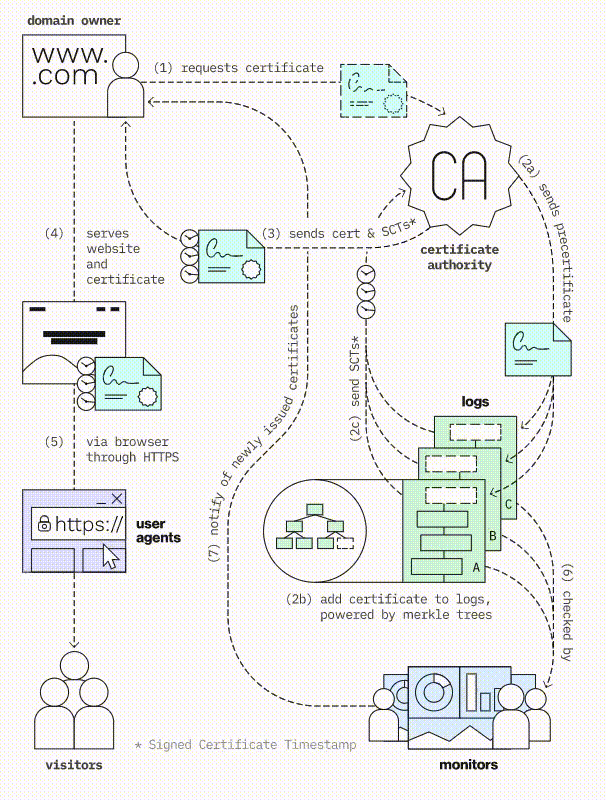 domain owner
www.
.com
(1) requests certificate
CA
certificate
authority
(2a) sends precertificate
(3) sends cert & SCTs*
(4) serves
website
and
certificate
(2c) send SCTs*
logs
C
B
A
(5) via browser
through HTTPS
https://
user
agents
(7) notify of newly issued certificates
(2b) add certificate to logs,
powered by merkle trees
(6) checked by
* Signed Certificate Timestamp
visitors
monitors